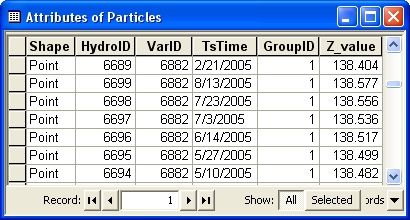 Attributes of Particles
Shape HydroID VarID TsTime GroupID Z_value
Point 6689 6882 2/21/2005 1 138.404
Point 6699 6882 8/13/2005 1 138.577
Point 6698 6882 7/23/2005 1 138.556
Point 6697 6882 7/3/2005 1 138.536
Point 6696 6882 6/14/2005 1 138.517
Point 6695 6882 5/27/2005 1 138.499
Point 6694 6882 5/10/2005 1 138.482
Record: 1 Show: All Selected ords